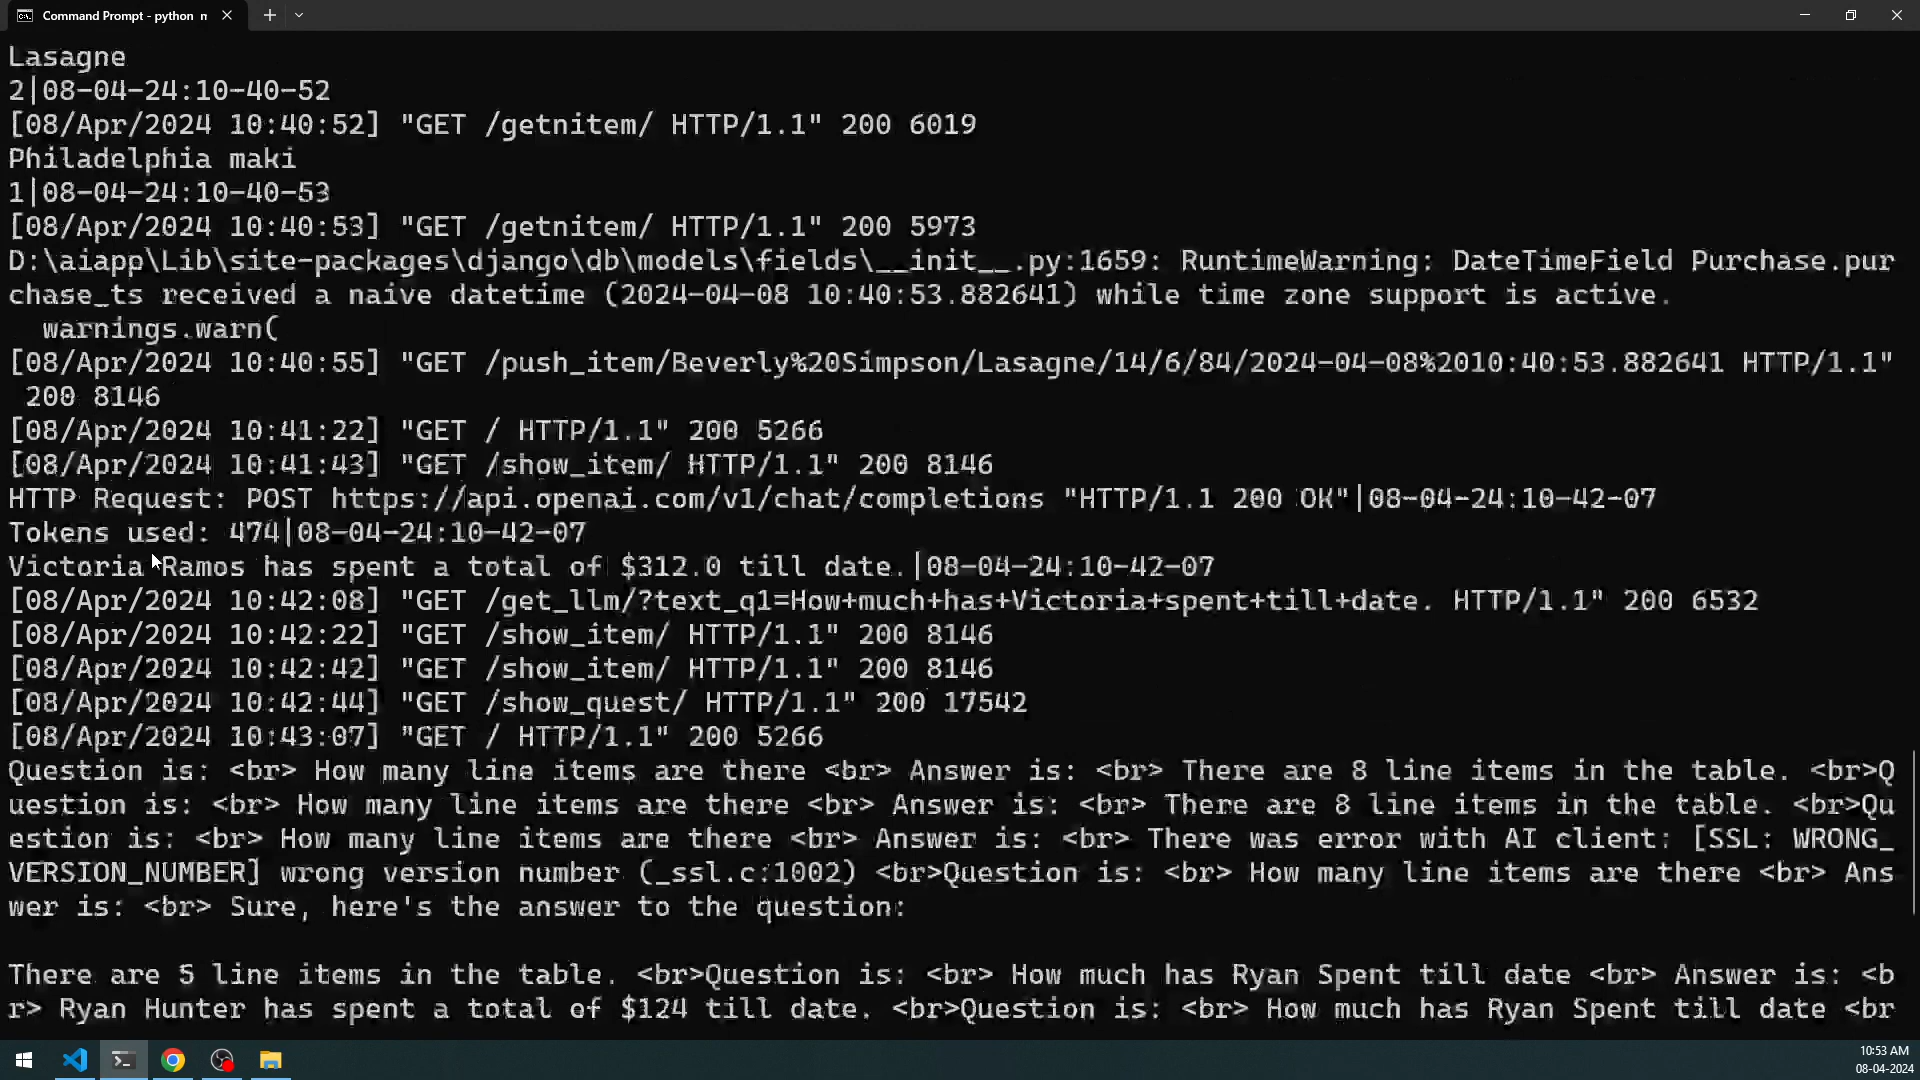 Command Prompt - python m
Lasagne
2|08-04-24:10-40-52
[08/Apr/2024 10:40:52] "GET /getnitem/ HTTP/1.1" 200 6019
Philadelphia maki
1|08-04-24:10-40-53
[08/Apr/2024 10:40:53] "GET /getnitem/ HTTP/1.1" 200 5973
D:\aiapp\Lib\site-packages\django\db\models\fields\__init__.py:1659: RuntimeWarning: DateTimeField Purchase.pur
chase_ts received a naive datetime (2024-04-08 10:40:53.882641) while time zone support is active.
warnings.warn(
[08/Apr/2024 10:40:55] "GET /push_item/Beverly%20Simpson/Lasagne/14/6/84/2024-04-08%2010:40:53.882641 HTTP/1.1"
200 8146
[08/Apr/2024 10:41:22] "GET / HTTP/1.1" 200 5266
[08/Apr/2024 10:41:43] "GET /show_item/ HTTP/1.1" 200 8146
HTTP Request: POST https://api.openai.com/v1/chat/completions "HTTP/1.1 200 OK"|08-04-24:10-42-07
Tokens used: 474|08-04-24:10-42-07
Victoria Ramos has spent a total of $312.0 till date.|08-04-24:10-42-07
[08/Apr/2024 10:42:08] "GET /get_llm/?text_q1=How+much+has+Victoria+spent+till+date. HTTP/1.1" 200 6532
[08/Apr/2024 10:42:22] "GET /show_item/ HTTP/1.1" 200 8146
[08/Apr/2024 10:42:42] "GET /show_item/ HTTP/1.1" 200 8146
[08/Apr/2024 10:42:44] "GET /show_quest/ HTTP/1.1" 200 17542
[08/Apr/2024 10:43:07] "GET / HTTP/1.1" 200 5266
Question is: <br> How many line items are there <br> Answer is: <br> There are 8 line items in the table. <br>Q
uestion is: <br> How many line items are there <br> Answer is: <br> There are 8 line items in the table. <br>Qu
estion is: <br> How many line items are there <br> Answer is: <br> There was error with AI client: [SSL: WRONG_
VERSION_NUMBER] wrong version number (_ssl.c:1002) <br>Question is: <br> How many line items are there <br> Ans
wer is: <br> Sure, here's the answer to the question:
There are 5 line items in the table. <br>Question is: <br> How much has Ryan Spent till date <br> Answer is: <b
r> Ryan Hunter has spent a total of $124 till date. <br>Question is: <br> How much has Ryan Spent till date <br
10:53 AM
08-04-2024